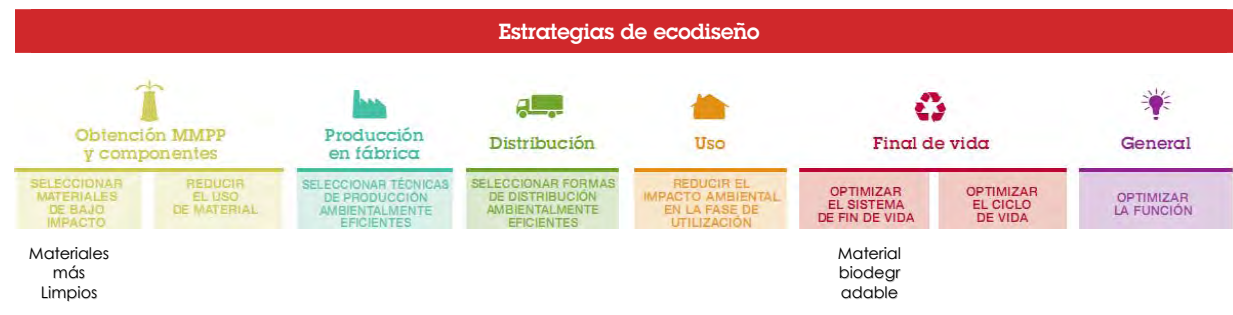 Estrategias de ecodiseño
Obtención MMPP
y componentes
Producción
en fábrica
Distribución
Uso
Final de vida
General
SELECCIONAR
MATERIALES
DE BAJO
IMPACTO
REDUCIR
EL USO
DE MATERIAL
SELECCIONAR TÉCNICAS
DE PRODUCCIÓN
AMBIENTALMENTE
EFICIENTES
SELECCIONAR FORMAS
DE DISTRIBUCIÓN
AMBIENTALMENTE
EFICIENTES
REDUCIR EL
IMPACTO AMBIENTAL
EN LA FASE DE
UTILIZACIÓN
OPTIMIZAR
EL SISTEMA
DE FIN DE VIDA
OPTIMIZAR
EL CICLO
DE VIDA
OPTIMIZAR
LA FUNCIÓN
Materiales
más
Limpios
Material
biodegr
adable